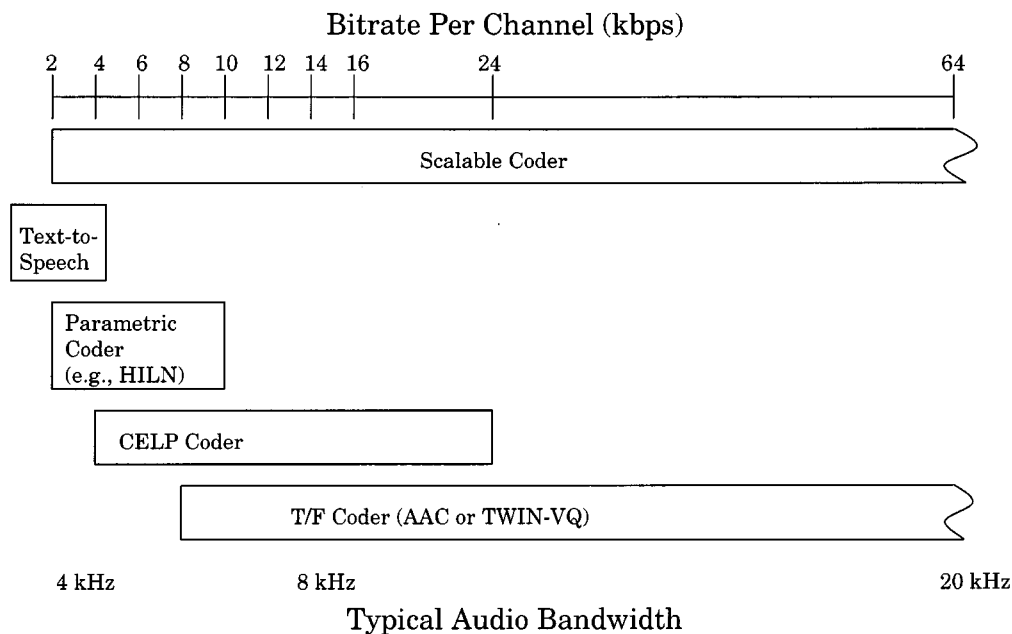 Bitrate Per Channel (kbps)
2 4 6 8 10 12 14 16 24 64
Scalable Coder
Text-to-
Speech
Parametric
Coder
(e.g., HILN)
CELP Coder
T/F Coder (AAC or TWIN-VQ)
4 kHz 8 kHz 20 kHz
Typical Audio Bandwidth